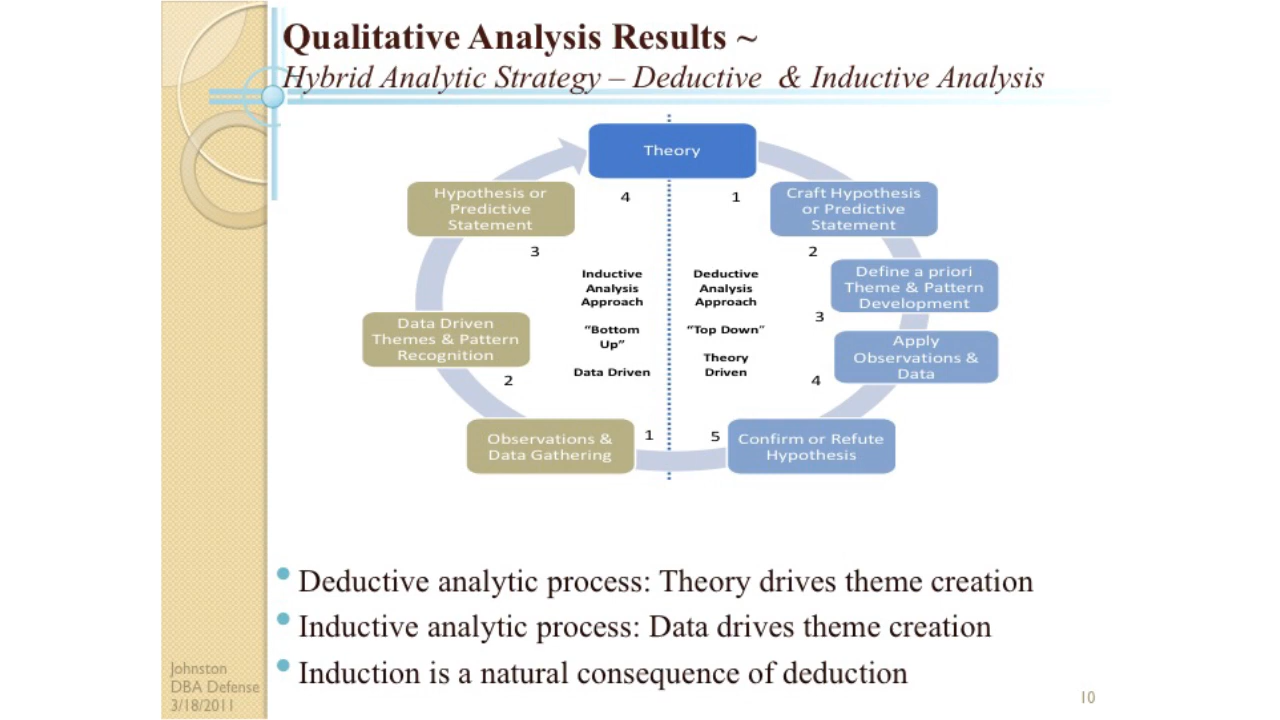 Qualitative Analysis Results ~
Hybrid Analytic Strategy – Deductive & Inductive Analysis
Theory
4
1
Hypothesis or
Predictive
Statement
Craft Hypothesis
or Predictive
Statement
3
2
Inductive
Analysis
Approach
“Bottom
Up”
Data Driven
Deductive
Analysis
Approach
“Top Down”
Theory
Driven
Define a priori
Theme & Pattern
Development
3
Data Driven
Themes & Pattern
Recognition
Apply
Observations &
Data
2
4
Observations &
Data Gathering
1
5
Confirm or Refute
Hypothesis
Deductive analytic process: Theory drives theme creation
Inductive analytic process: Data drives theme creation
Induction is a natural consequence of deduction
Johnston
DBA Defense
3/18/2011
10